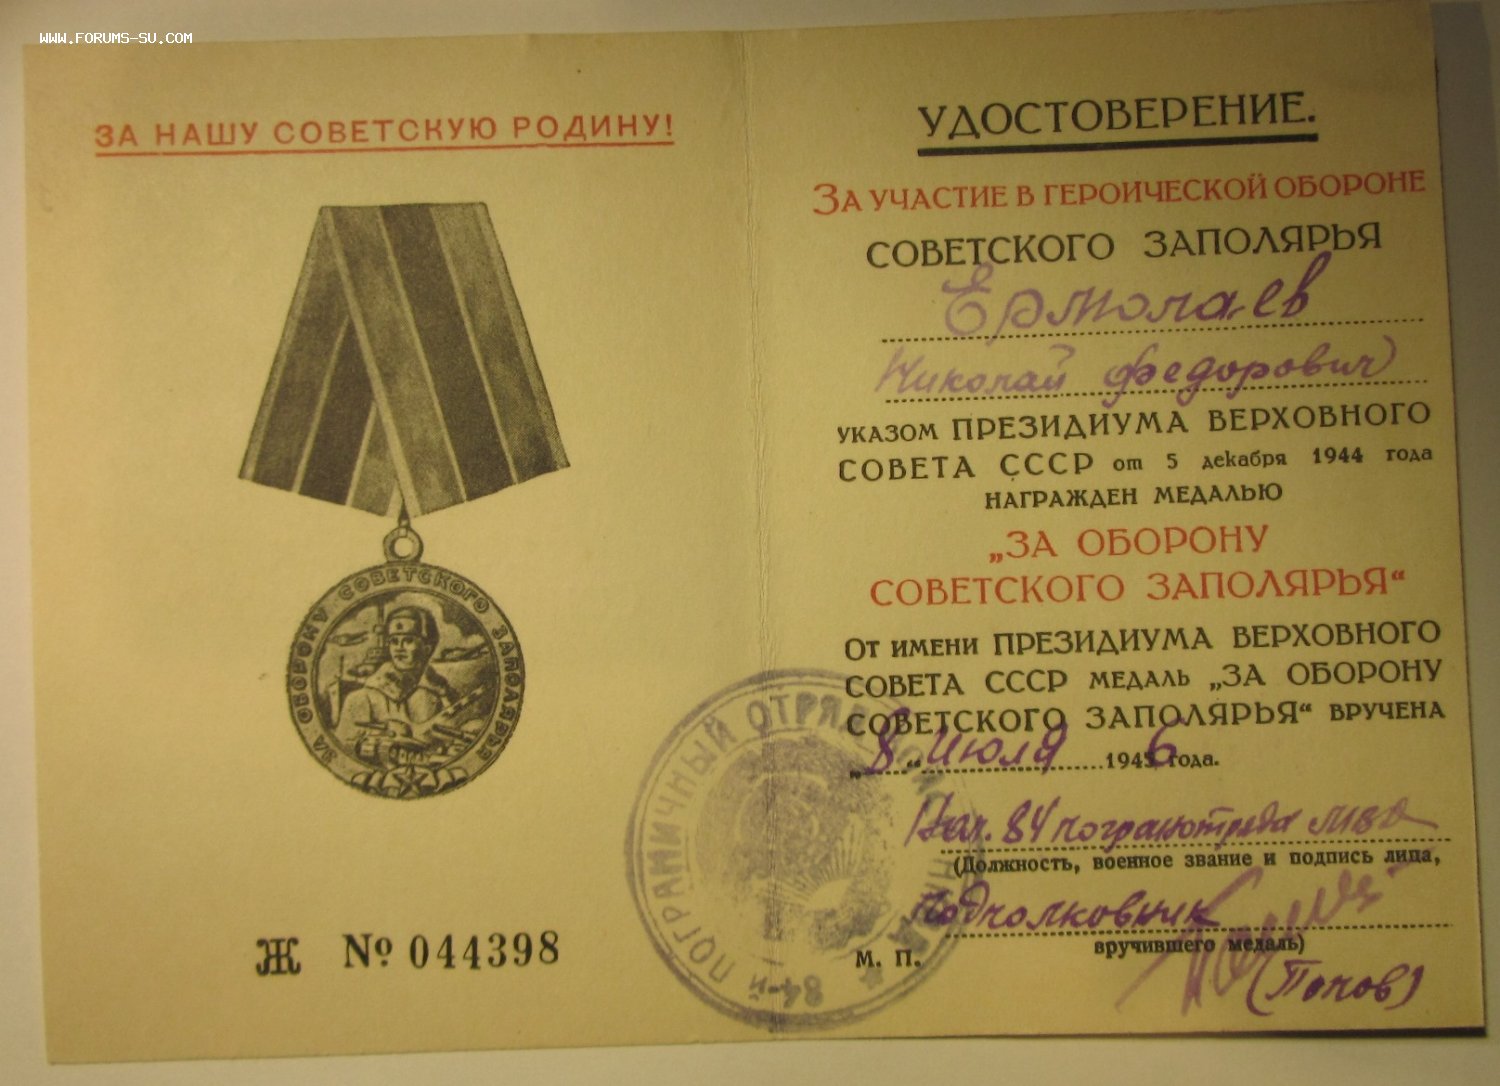 WWW.FORUMS-SU.COM
ЗА НАШУ СОВЕТСКУЮ РОДИНУ!
ЗА ОБОРОНУ СОВЕТСКОГО ЗАПОЛЯРЬЯ
Ж № 044398
УДОСТОВЕРЕНИЕ.
ЗА УЧАСТИЕ В ГЕРОИЧЕСКОЙ ОБОРОНЕ
СОВЕТСКОГО ЗАПОЛЯРЬЯ
Ермолаев
Николай Федорович
УКАЗОМ ПРЕЗИДИУМА ВЕРХОВНОГО
СОВЕТА СССР от 5 декабря 1944 года
НАГРАЖДЕН МЕДАЛЬЮ
„ЗА ОБОРОНУ
СОВЕТСКОГО ЗАПОЛЯРЬЯ“
ОТ ИМЕНИ ПРЕЗИДИУМА ВЕРХОВНОГО
СОВЕТА СССР МЕДАЛЬ „ЗА ОБОРОНУ
СОВЕТСКОГО ЗАПОЛЯРЬЯ“ ВРУЧЕНА
„8“ Июля 1946 года.
Нач. 84 погранотряда МВД
(Должность, военное звание и подпись лица,
Подполковник
вручившего медаль)
М. П.
(Попов)
84-й ПОГРАНИЧНЫЙ ОТРЯД